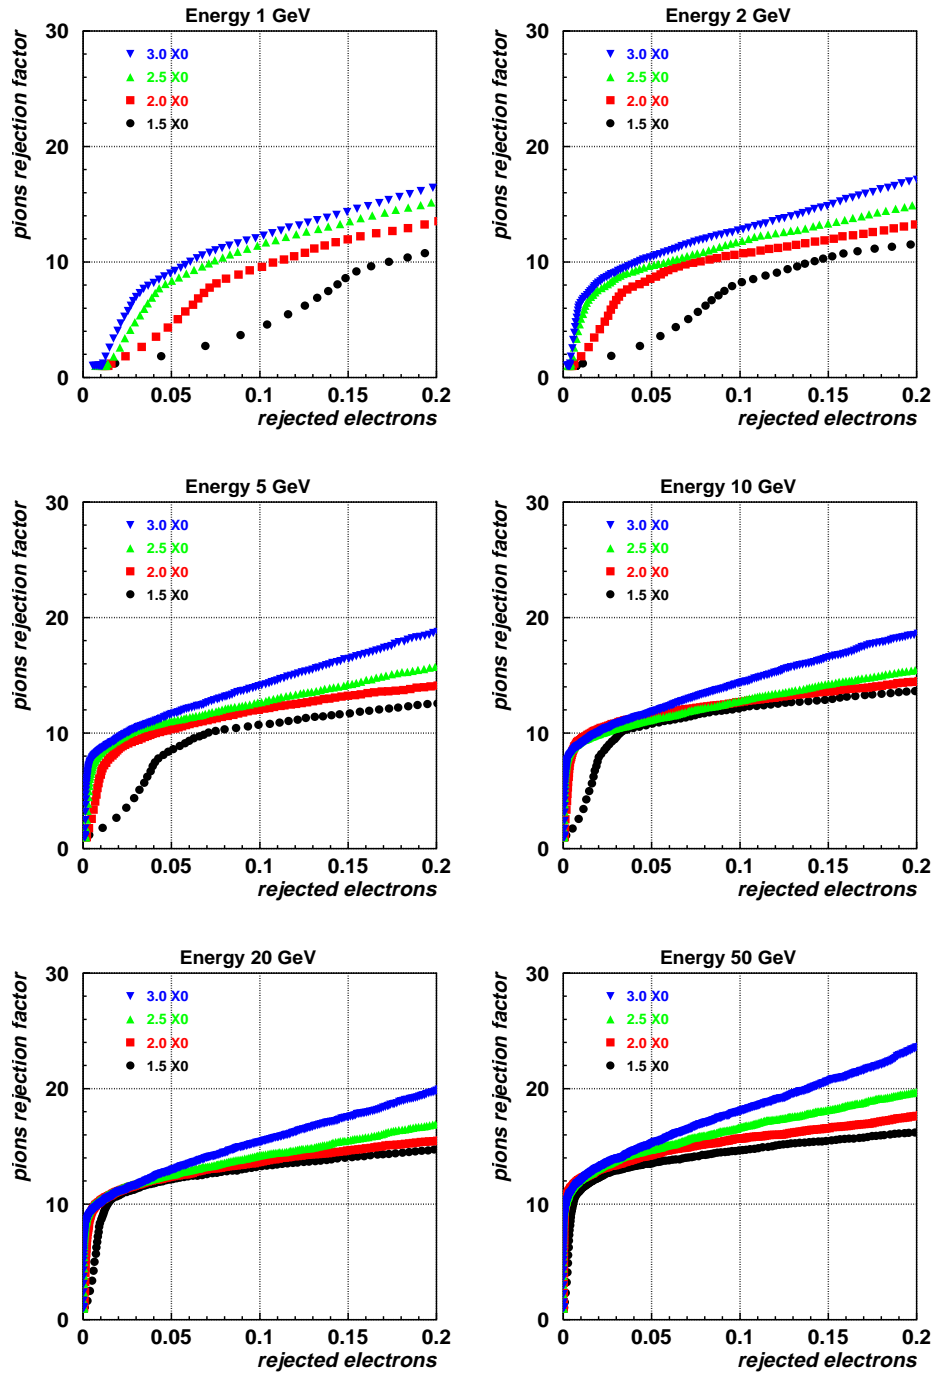 Energy 1 GeV
pions rejection factor
30
20
10
0
3.0 X0
2.5 X0
2.0 X0
1.5 X0
0 0.05 0.1 0.15 0.2
rejected electrons
Energy 2 GeV
pions rejection factor
30
20
10
0
3.0 X0
2.5 X0
2.0 X0
1.5 X0
0 0.05 0.1 0.15 0.2
rejected electrons
Energy 5 GeV
pions rejection factor
30
20
10
0
3.0 X0
2.5 X0
2.0 X0
1.5 X0
0 0.05 0.1 0.15 0.2
rejected electrons
Energy 10 GeV
pions rejection factor
30
20
10
0
3.0 X0
2.5 X0
2.0 X0
1.5 X0
0 0.05 0.1 0.15 0.2
rejected electrons
Energy 20 GeV
pions rejection factor
30
20
10
0
3.0 X0
2.5 X0
2.0 X0
1.5 X0
0 0.05 0.1 0.15 0.2
rejected electrons
Energy 50 GeV
pions rejection factor
30
20
10
0
3.0 X0
2.5 X0
2.0 X0
1.5 X0
0 0.05 0.1 0.15 0.2
rejected electrons